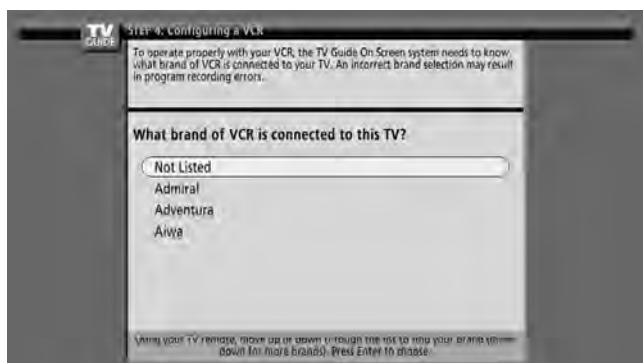 TV
GUIDE
STEP 4: Configuring a VCR
To operate properly with your VCR, the TV Guide On Screen system needs to know
what brand of VCR is connected to your TV. An incorrect brand selection may result
in program recording errors.
What brand of VCR is connected to this TV?
Not Listed
Admiral
Adventura
Aiwa
Using your TV remote, move up or down through the list to find your brand (move
down for more brands). Press Enter to choose.